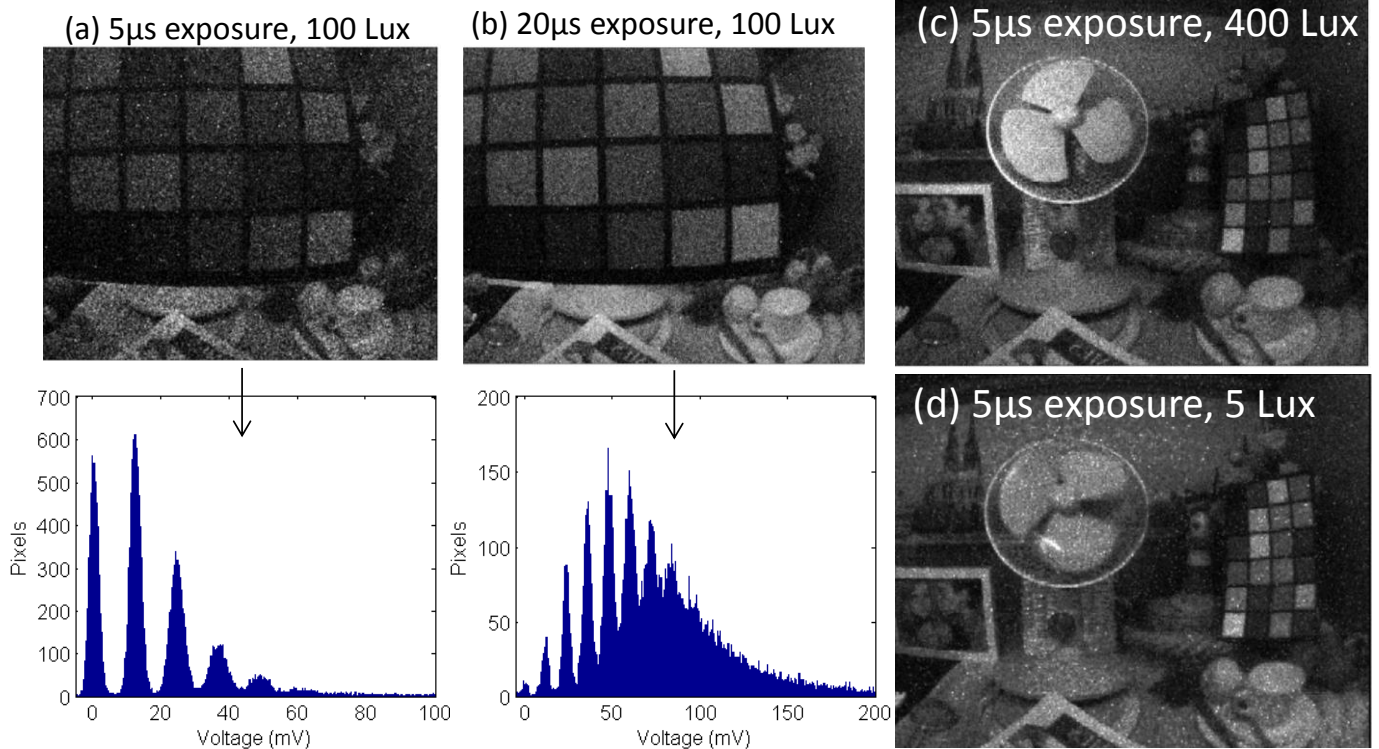 (a) 5µs exposure, 100 Lux
(b) 20µs exposure, 100 Lux
(c) 5µs exposure, 400 Lux
700
600
500
400
300
200
100
0
Pixels
0 20 40 60 80 100
Voltage (mV)
200
150
100
50
0
Pixels
0 50 100 150 200
Voltage (mV)
(d) 5µs exposure, 5 Lux